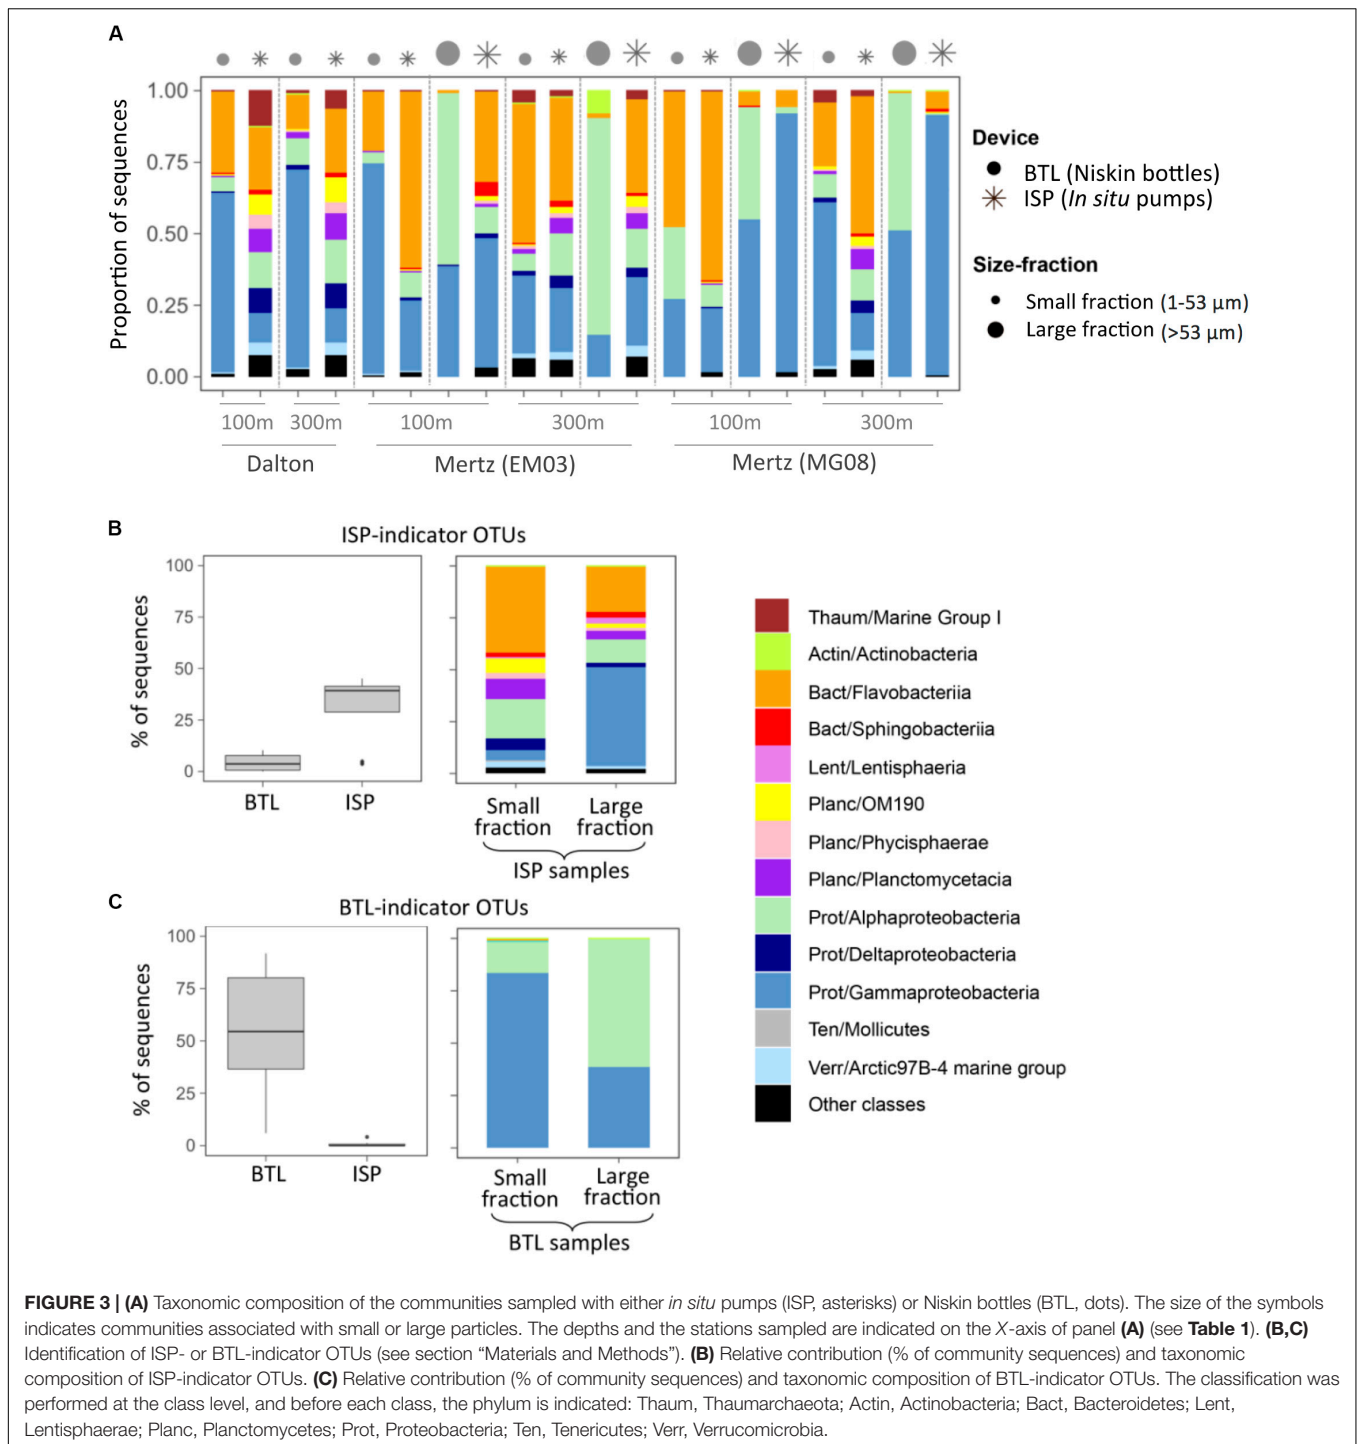 A
Proportion of sequences
1.00
0.75
0.50
0.25
0.00
100m 300m 100m 300m 100m 300m
Dalton Mertz (EM03) Mertz (MG08)
Device
BTL (Niskin bottles)
ISP (In situ pumps)
Size-fraction
Small fraction (1-53 µm)
Large fraction (>53 µm)
B
ISP-indicator OTUs
% of sequences
100
75
50
25
0
BTL ISP
Small fraction
Large fraction
ISP samples
C
BTL-indicator OTUs
% of sequences
100
75
50
25
0
BTL ISP
Small fraction
Large fraction
BTL samples
Thaum/Marine Group I
Actin/Actinobacteria
Bact/Flavobacteriia
Bact/Sphingobacteriia
Lent/Lentisphaeria
Planc/OM190
Planc/Phycisphaerae
Planc/Planctomycetacia
Prot/Alphaproteobacteria
Prot/Deltaproteobacteria
Prot/Gammaproteobacteria
Ten/Mollicutes
Verr/Arctic97B-4 marine group
Other classes
FIGURE 3 | (A) Taxonomic composition of the communities sampled with either in situ pumps (ISP, asterisks) or Niskin bottles (BTL, dots). The size of the symbols
indicates communities associated with small or large particles. The depths and the stations sampled are indicated on the X-axis of panel (A) (see Table 1). (B,C)
Identification of ISP- or BTL-indicator OTUs (see section “Materials and Methods”). (B) Relative contribution (% of community sequences) and taxonomic
composition of ISP-indicator OTUs. (C) Relative contribution (% of community sequences) and taxonomic composition of BTL-indicator OTUs. The classification was
performed at the class level, and before each class, the phylum is indicated: Thaum, Thaumarchaeota; Actin, Actinobacteria; Bact, Bacteroidetes; Lent,
Lentisphaerae; Planc, Planctomycetes; Prot, Proteobacteria; Ten, Tenericutes; Verr, Verrucomicrobia.